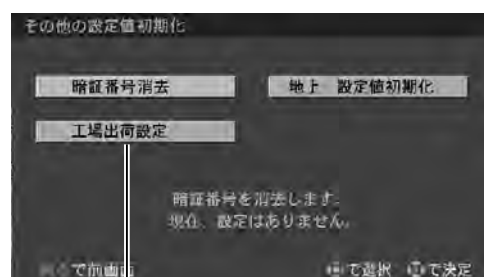 その他の設定値初期化
暗証番号消去
地上 設定値初期化
工場出荷設定
暗証番号を消去します.
現在、設定はありません.
で前画面
で選択 で決定